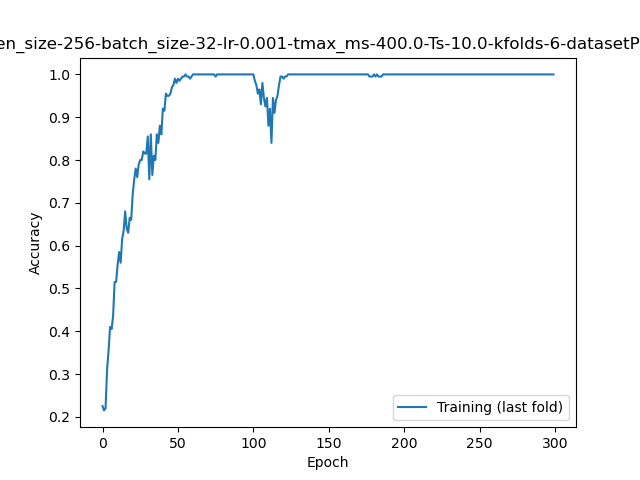 en_size-256-batch_size-32-lr-0.001-tmax_ms-400.0-Ts-10.0-kfolds-6-datasetP
1.0
0.9
0.8
0.7
0.6
0.5
0.4
0.3
0.2
Accuracy
Training (last fold)
0 50 100 150 200 250 300
Epoch